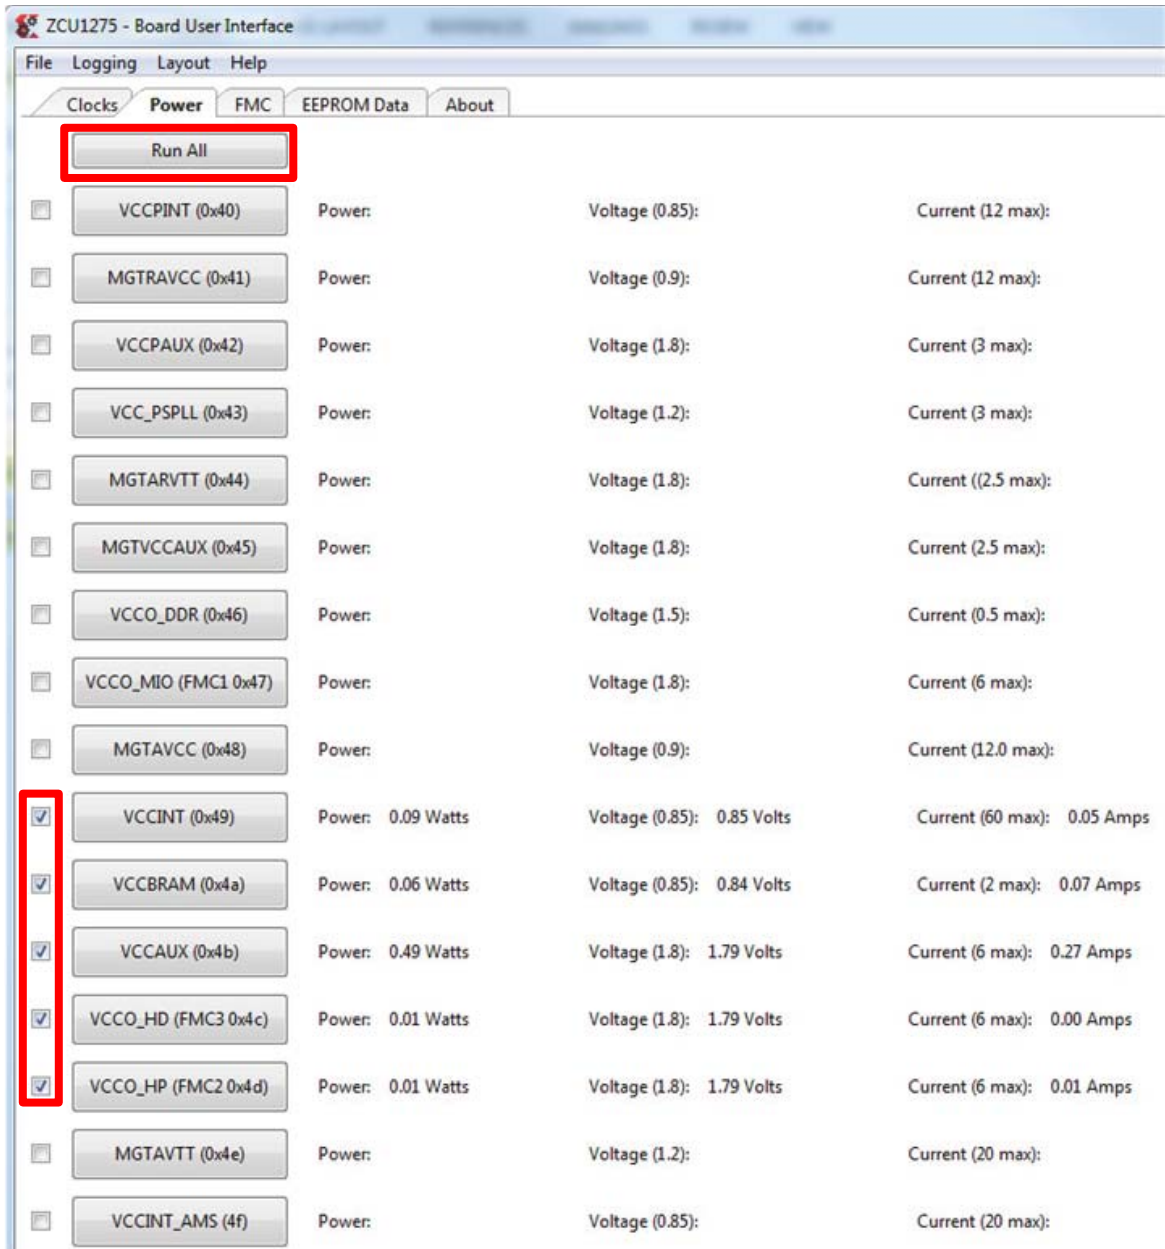 ZCU1275 - Board User Interface
File Logging Layout Help
Clocks Power FMC EEPROM Data About
Run All
VCCPINT (0x40) Power: Voltage (0.85): Current (12 max):
MGTRAVCC (0x41) Power: Voltage (0.9): Current (12 max):
VCCPAUX (0x42) Power: Voltage (1.8): Current (3 max):
VCC_PSPLL (0x43) Power: Voltage (1.2): Current (3 max):
MGTARVTT (0x44) Power: Voltage (1.8): Current ((2.5 max):
MGTVCCAUX (0x45) Power: Voltage (1.8): Current (2.5 max):
VCCO_DDR (0x46) Power: Voltage (1.5): Current (0.5 max):
VCCO_MIO (FMC1 0x47) Power: Voltage (1.8): Current (6 max):
MGTAVCC (0x48) Power: Voltage (0.9): Current (12.0 max):
VCCINT (0x49) Power: 0.09 Watts Voltage (0.85): 0.85 Volts Current (60 max): 0.05 Amps
VCCBRAM (0x4a) Power: 0.06 Watts Voltage (0.85): 0.84 Volts Current (2 max): 0.07 Amps
VCCAUX (0x4b) Power: 0.49 Watts Voltage (1.8): 1.79 Volts Current (6 max): 0.27 Amps
VCCO_HD (FMC3 0x4c) Power: 0.01 Watts Voltage (1.8): 1.79 Volts Current (6 max): 0.00 Amps
VCCO_HP (FMC2 0x4d) Power: 0.01 Watts Voltage (1.8): 1.79 Volts Current (6 max): 0.01 Amps
MGTAVTT (0x4e) Power: Voltage (1.2): Current (20 max):
VCCINT_AMS (4f) Power: Voltage (0.85): Current (20 max):